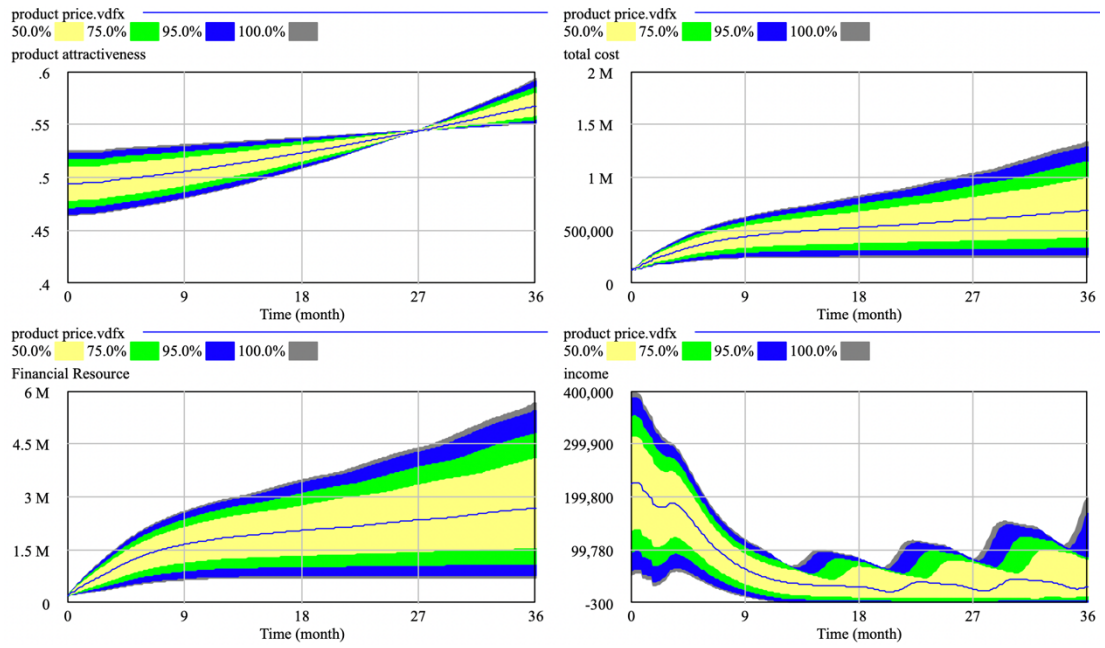 product price.vdfx
50.0% 75.0% 95.0% 100.0%
product attractiveness
.6
.55
.5
.45
.4
0 9 18 27 36
Time (month)
product price.vdfx
50.0% 75.0% 95.0% 100.0%
total cost
2 M
1.5 M
1 M
500,000
0
0 9 18 27 36
Time (month)
product price.vdfx
50.0% 75.0% 95.0% 100.0%
Financial Resource
6 M
4.5 M
3 M
1.5 M
0
0 9 18 27 36
Time (month)
product price.vdfx
50.0% 75.0% 95.0% 100.0%
income
400,000
299,900
199,800
99,780
-300
0 9 18 27 36
Time (month)